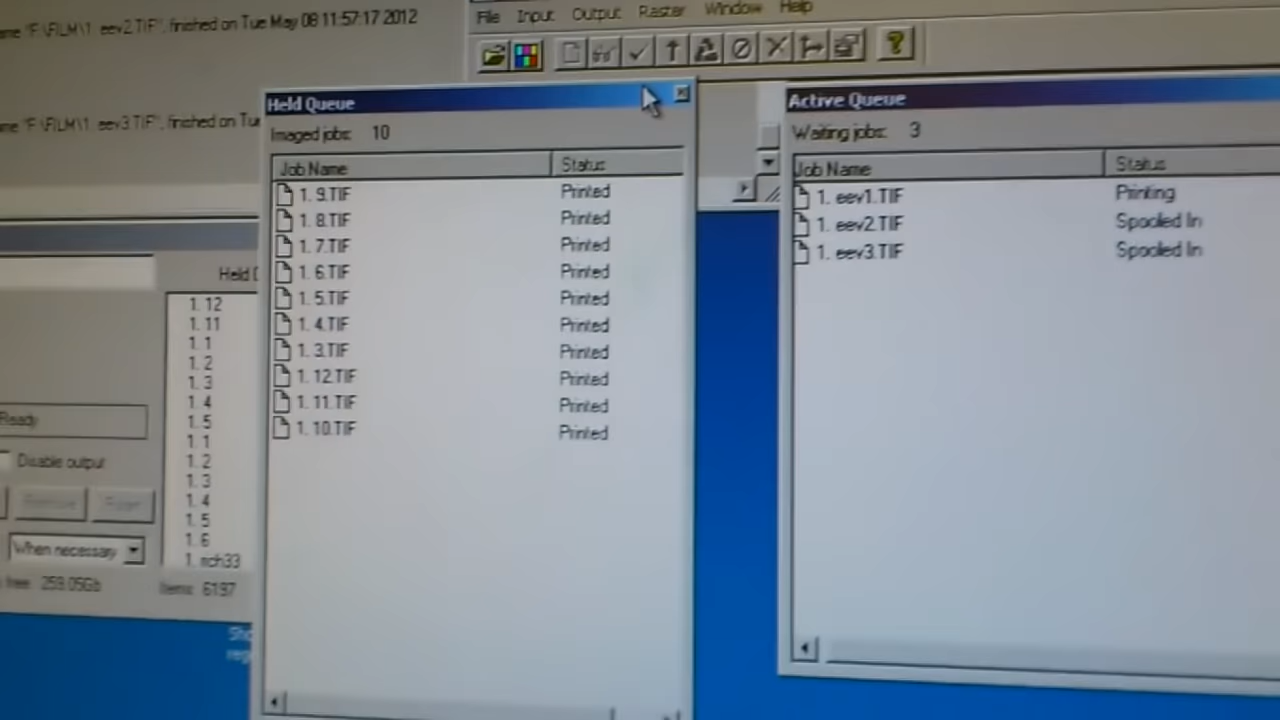 "F:\FILM\1. eev2.TIF", finished on Tue May 08 11:57:17 2012
"F:\FILM\1. eev3.TIF", finished on Tu
File Input Output Raster Window Help
Held Queue
Imaged jobs: 10
Job Name Status
1. 9.TIF Printed
1. 8.TIF Printed
1. 7.TIF Printed
1. 6.TIF Printed
1. 5.TIF Printed
1. 4.TIF Printed
1. 3.TIF Printed
1. 12.TIF Printed
1. 11.TIF Printed
1. 10.TIF Printed
Active Queue
Waiting jobs: 3
Job Name Status
1. eev1.TIF Printing
1. eev2.TIF Spooled In
1. eev3.TIF Spooled In
Held
1. 12
1. 11
1. 1
1. 2
1. 3
1. 4
1. 5
1. 1
1. 2
1. 3
1. 4
1. 5
1. 6
1. rich33
Ready
Disable output
When necessary
free: 259.05Gb
Items: 6197